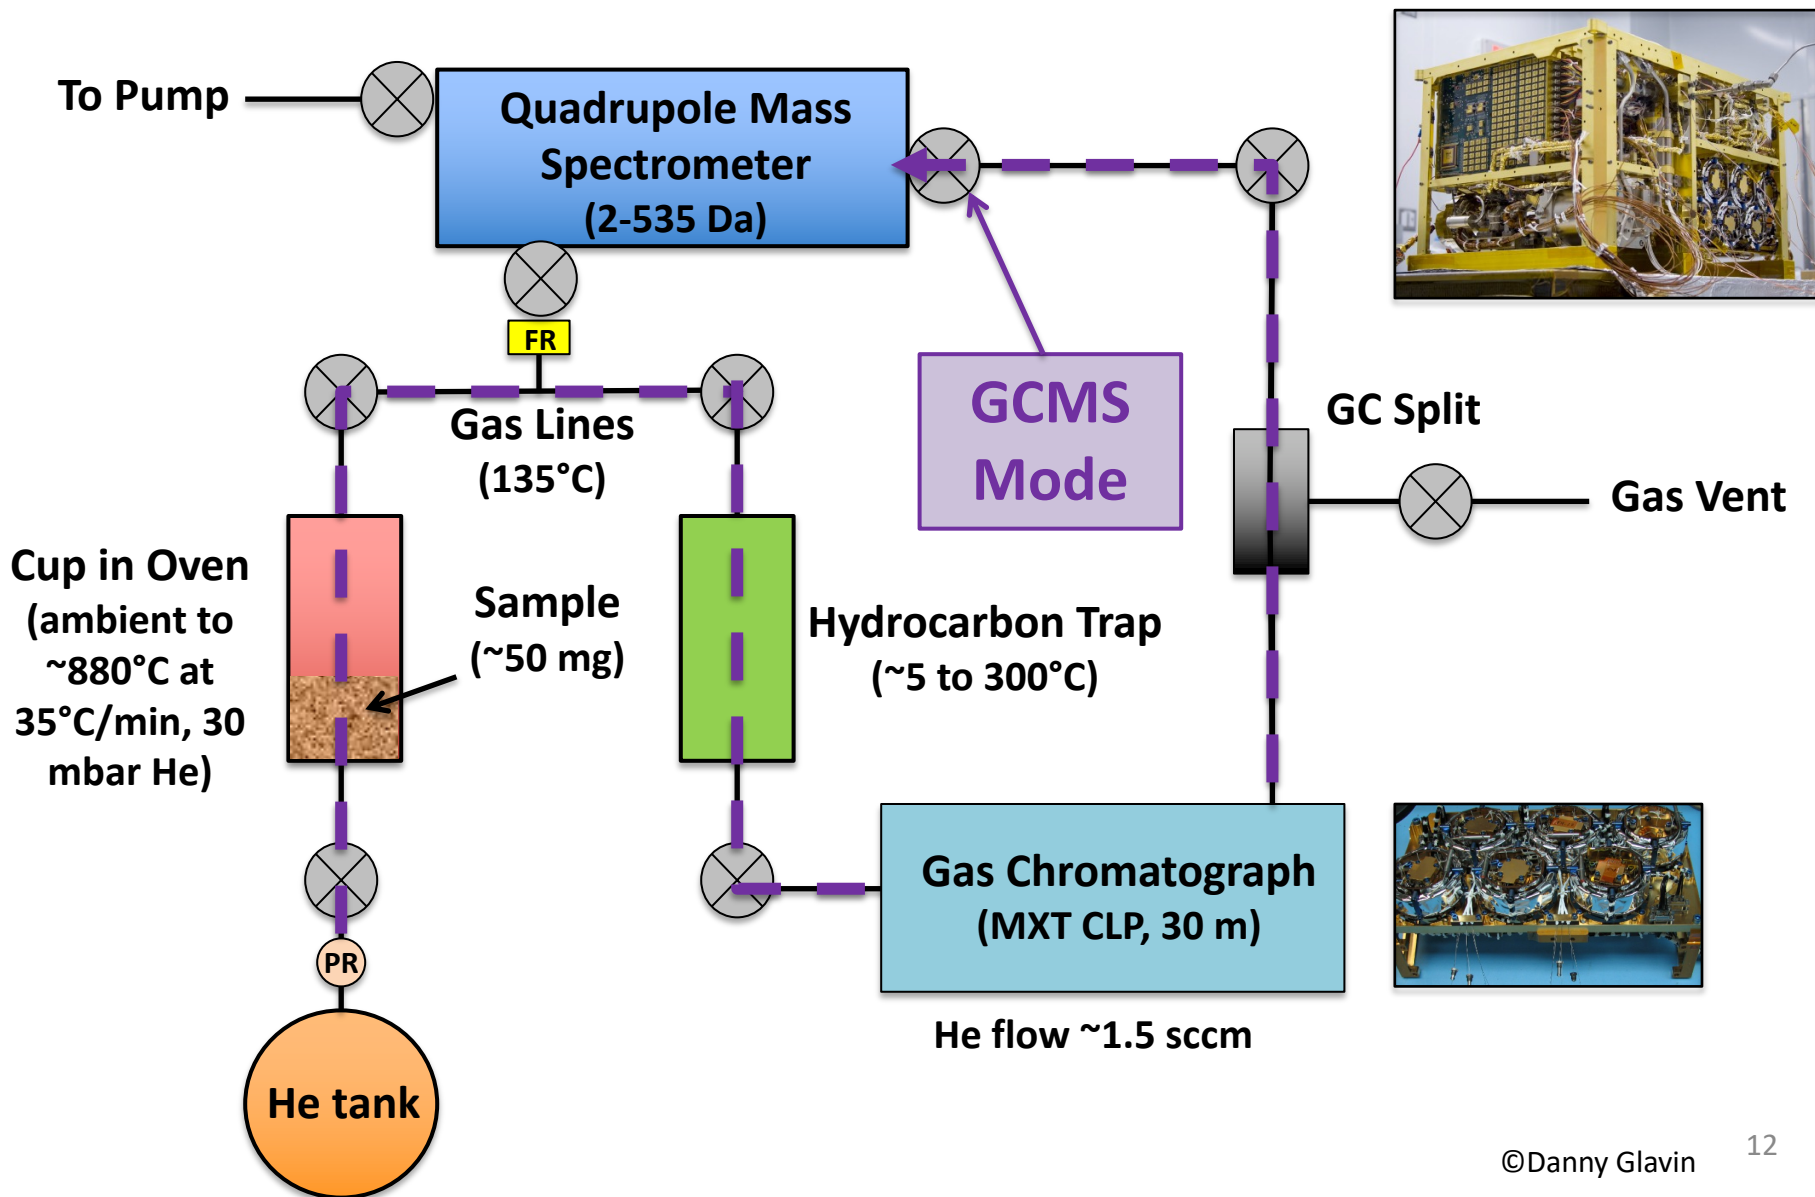 To Pump
Quadrupole Mass
Spectrometer
(2-535 Da)
FR
Gas Lines
(135°C)
GCMS
Mode
GC Split
Gas Vent
Cup in Oven
(ambient to
~880°C at
35°C/min, 30
mbar He)
Sample
(~50 mg)
Hydrocarbon Trap
(~5 to 300°C)
Gas Chromatograph
(MXT CLP, 30 m)
He flow ~1.5 sccm
PR
He tank
©Danny Glavin
12